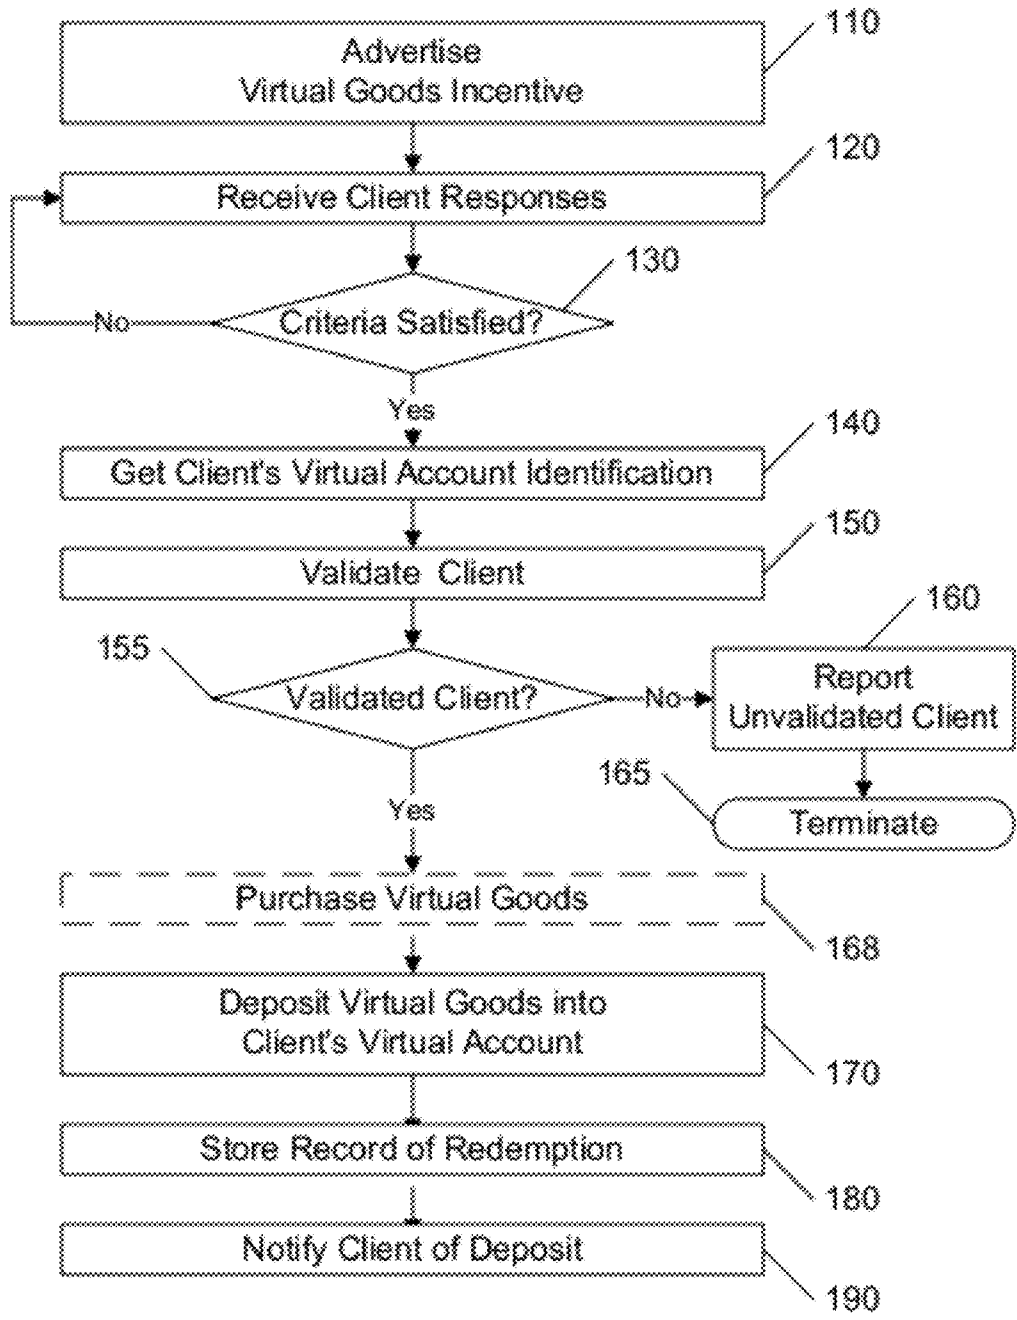 110
Advertise
Virtual Goods Incentive
120
Receive Client Responses
130
Criteria Satisfied?
No
Yes
140
Get Client's Virtual Account Identification
150
Validate Client
155
Validated Client?
No
160
Report
Unvalidated Client
165
Terminate
Yes
Purchase Virtual Goods
168
Deposit Virtual Goods into
Client's Virtual Account
170
Store Record of Redemption
180
Notify Client of Deposit
190